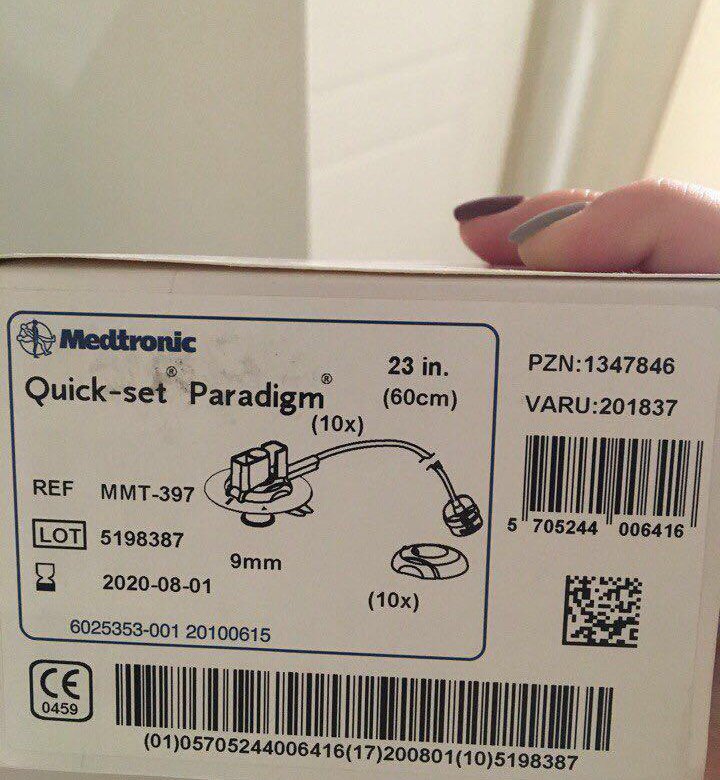 Medtronic
Quick-set® Paradigm®
23 in.
(60cm)
(10x)
REF MMT-397
LOT 5198387
9mm
2020-08-01
(10x)
6025353-001 20100615
PZN:1347846
VARU:201837
5 705244 006416
CE
0459
(01)05705244006416(17)200801(10)5198387